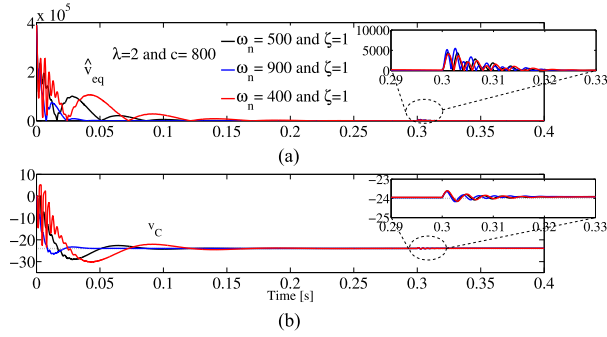 4 x 10^5
λ=2 and c= 800
v̂_eq
ω_n = 500 and ζ=1
ω_n = 900 and ζ=1
ω_n = 400 and ζ=1
10000
5000
0
0.29 0.3 0.31 0.32 0.33
2
0
0 0.05 0.1 0.15 0.2 0.25 0.3 0.35 0.4
(a)
10
0
−10
−20
−30
v_C
−23
−24
−25
0.29 0.3 0.31 0.32 0.33
0 0.05 0.1 0.15 0.2 0.25 0.3 0.35 0.4
Time [s]
(b)